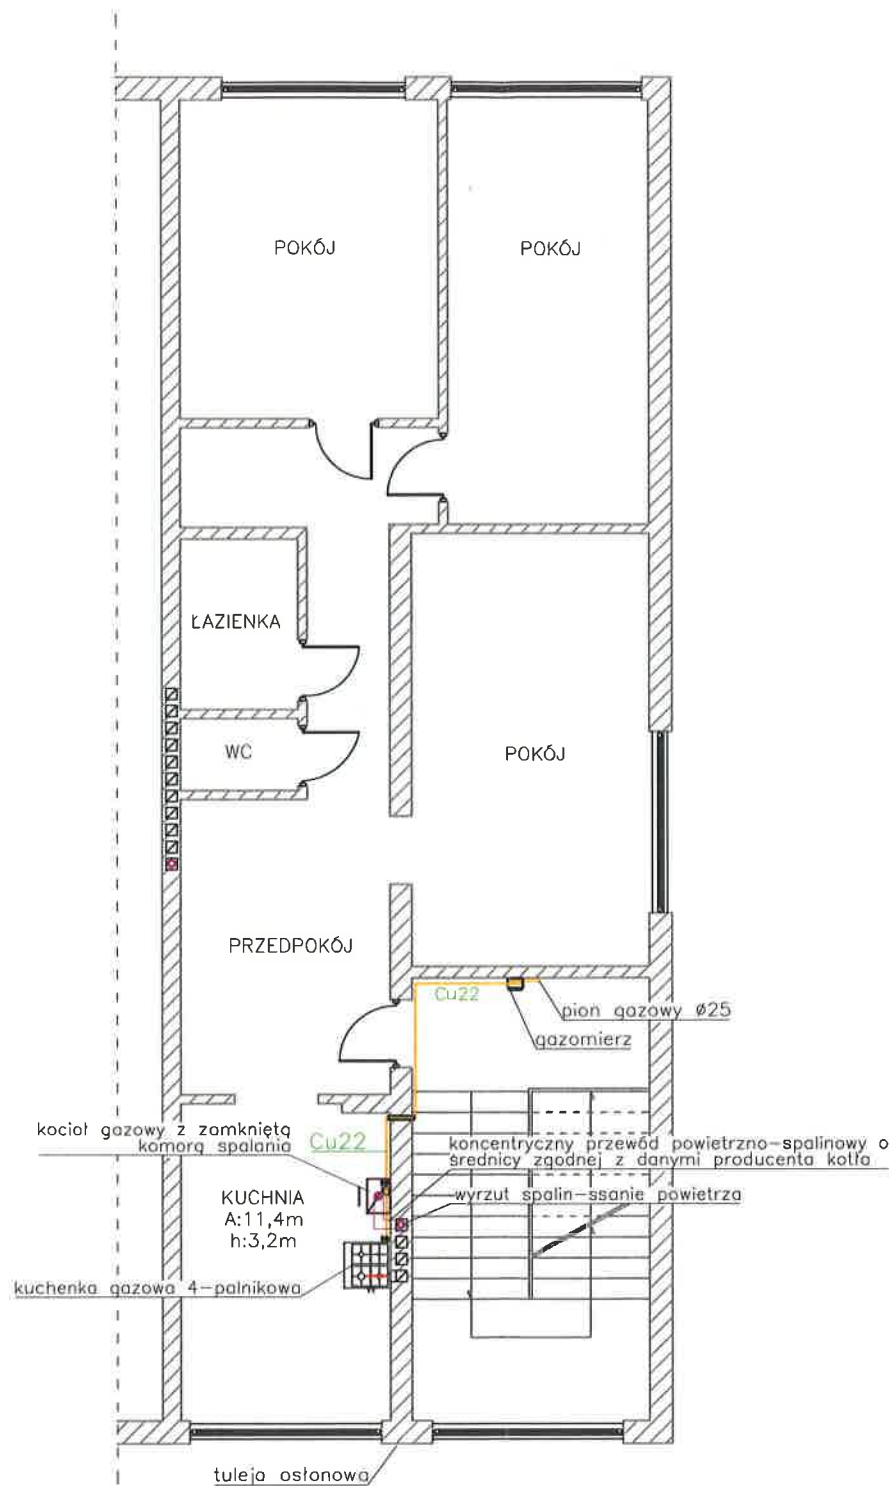 POKÓJ
POKÓJ
ŁAZIENKA
WC
POKÓJ
PRZEDPOKÓJ
Cu22
pion gazowy ø25
gazomierz
kocioł gazowy z zamkniętą
komorą spalania
Cu22
koncentryczny przewód powietrzno-spalinowy o
średnicy zgodnej z danymi producenta kotła
wyrzut spalin-ssanie powietrza
KUCHNIA
A:11,4m
h:3,2m
kuchenka gazowa 4-palnikowa
tuleja osłonowa